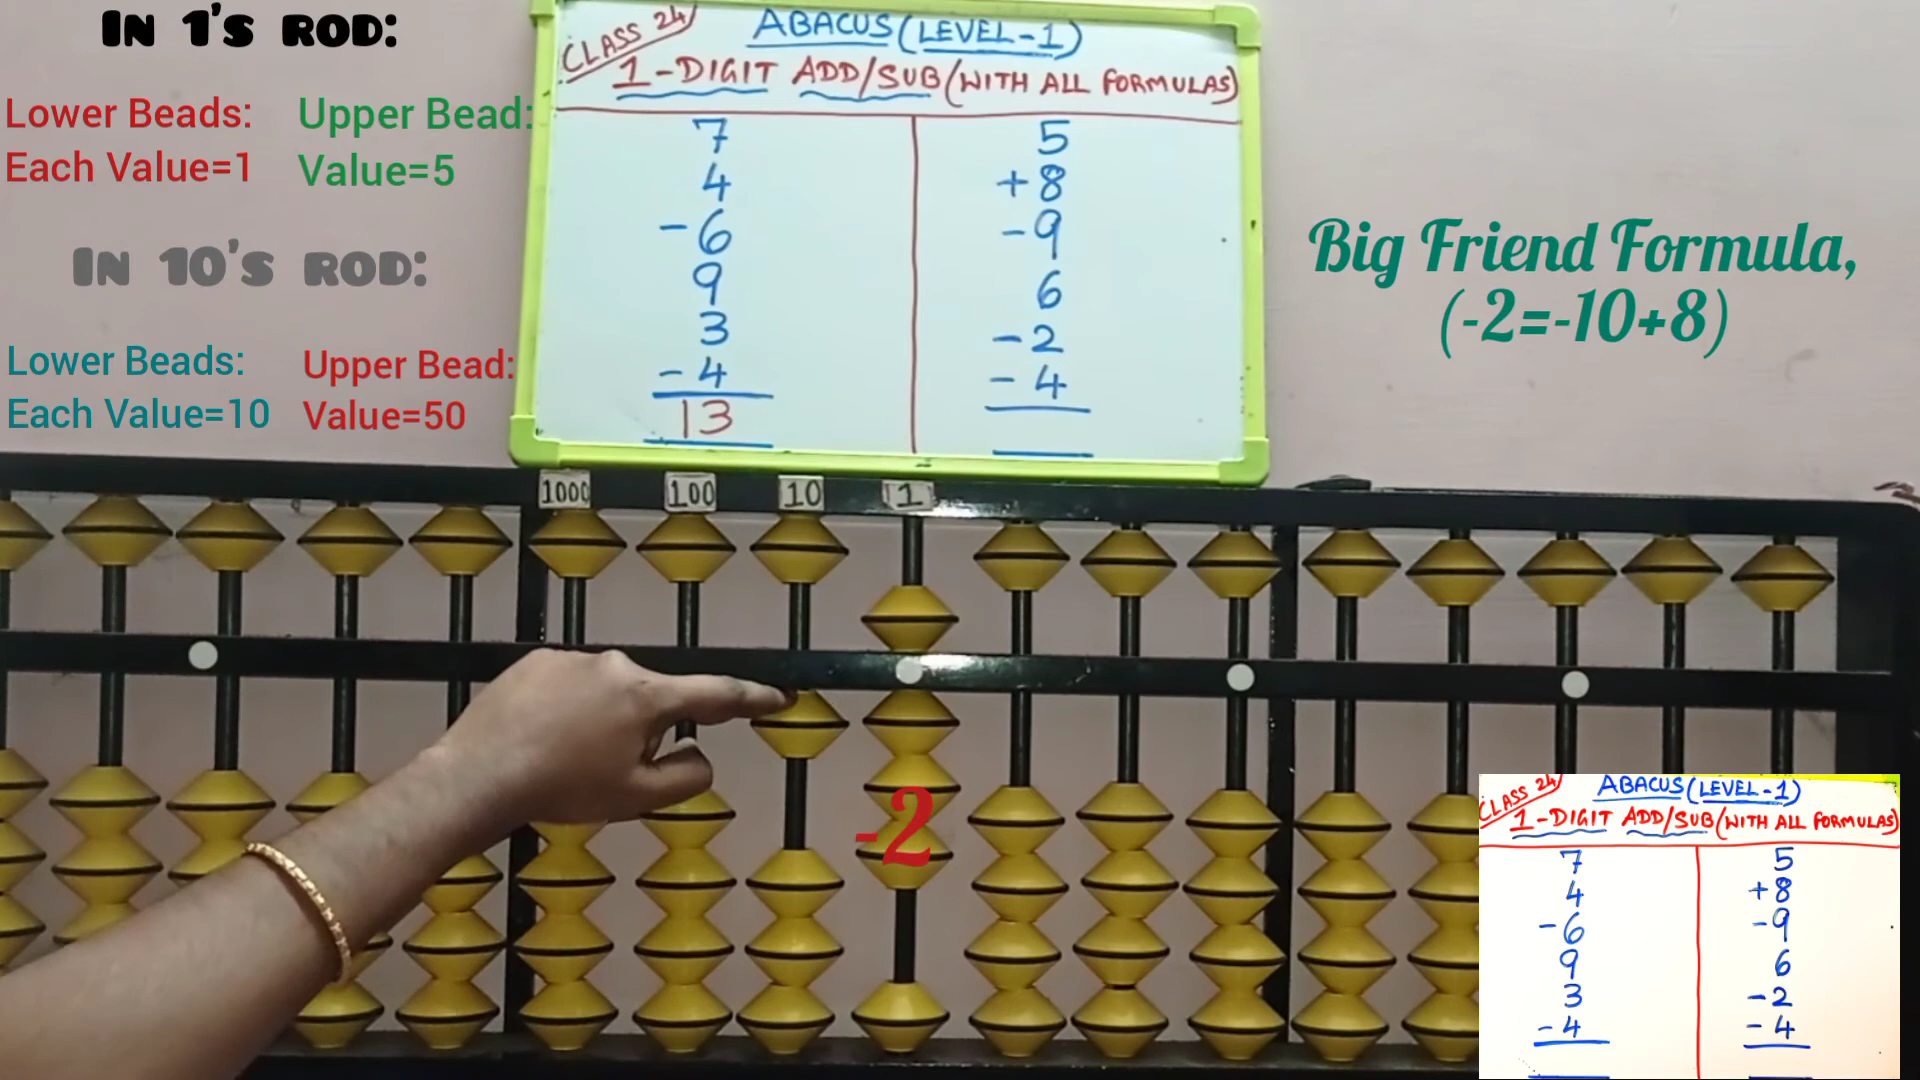 IN 1'S ROD:
Lower Beads: Upper Bead:
Each Value=1 Value=5
IN 10'S ROD:
Lower Beads: Upper Bead:
Each Value=10 Value=50
CLASS 24
ABACUS (LEVEL-1)
1-DIGIT ADD/SUB (WITH ALL FORMULAS)
7
4
-6
9
3
-4
13
5
+8
-9
6
-2
-4
Big Friend Formula,
(-2=-10+8)
1000 100 10 1
-2
CLASS 24
ABACUS (LEVEL-1)
1-DIGIT ADD/SUB (WITH ALL FORMULAS)
7
4
-6
9
3
-4
5
+8
-9
6
-2
-4